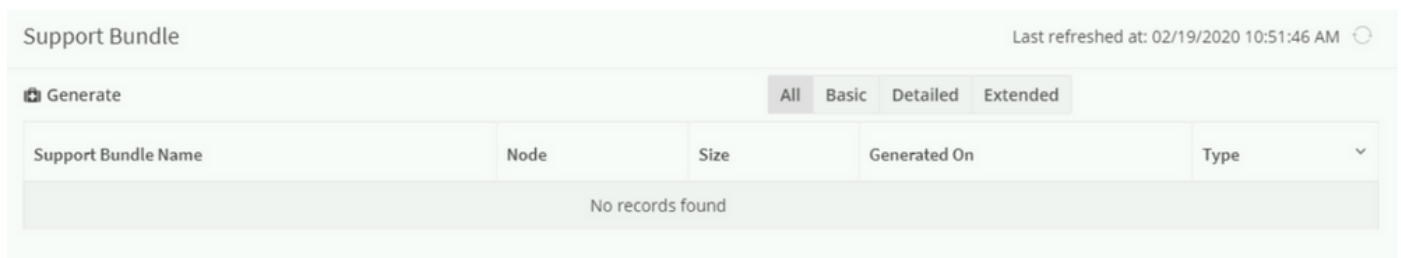 Support Bundle Last refreshed at: 02/19/2020 10:51:46 AM
Generate All Basic Detailed Extended
Support Bundle Name Node Size Generated On Type
No records found